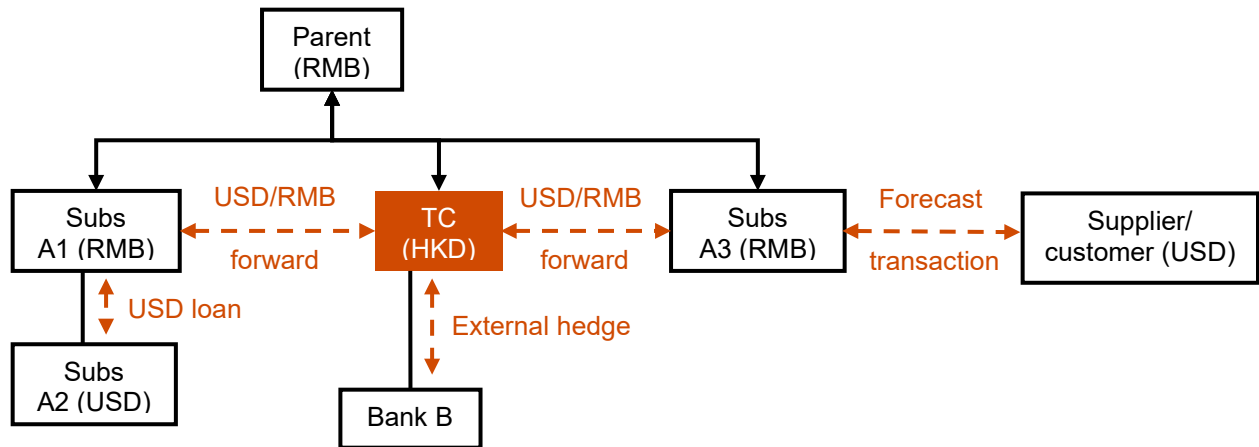 Parent
(RMB)
Subs
A1 (RMB)
USD/RMB
forward
TC
(HKD)
USD/RMB
forward
Subs
A3 (RMB)
Forecast
transaction
Supplier/
customer (USD)
USD loan
External hedge
Subs
A2 (USD)
Bank B